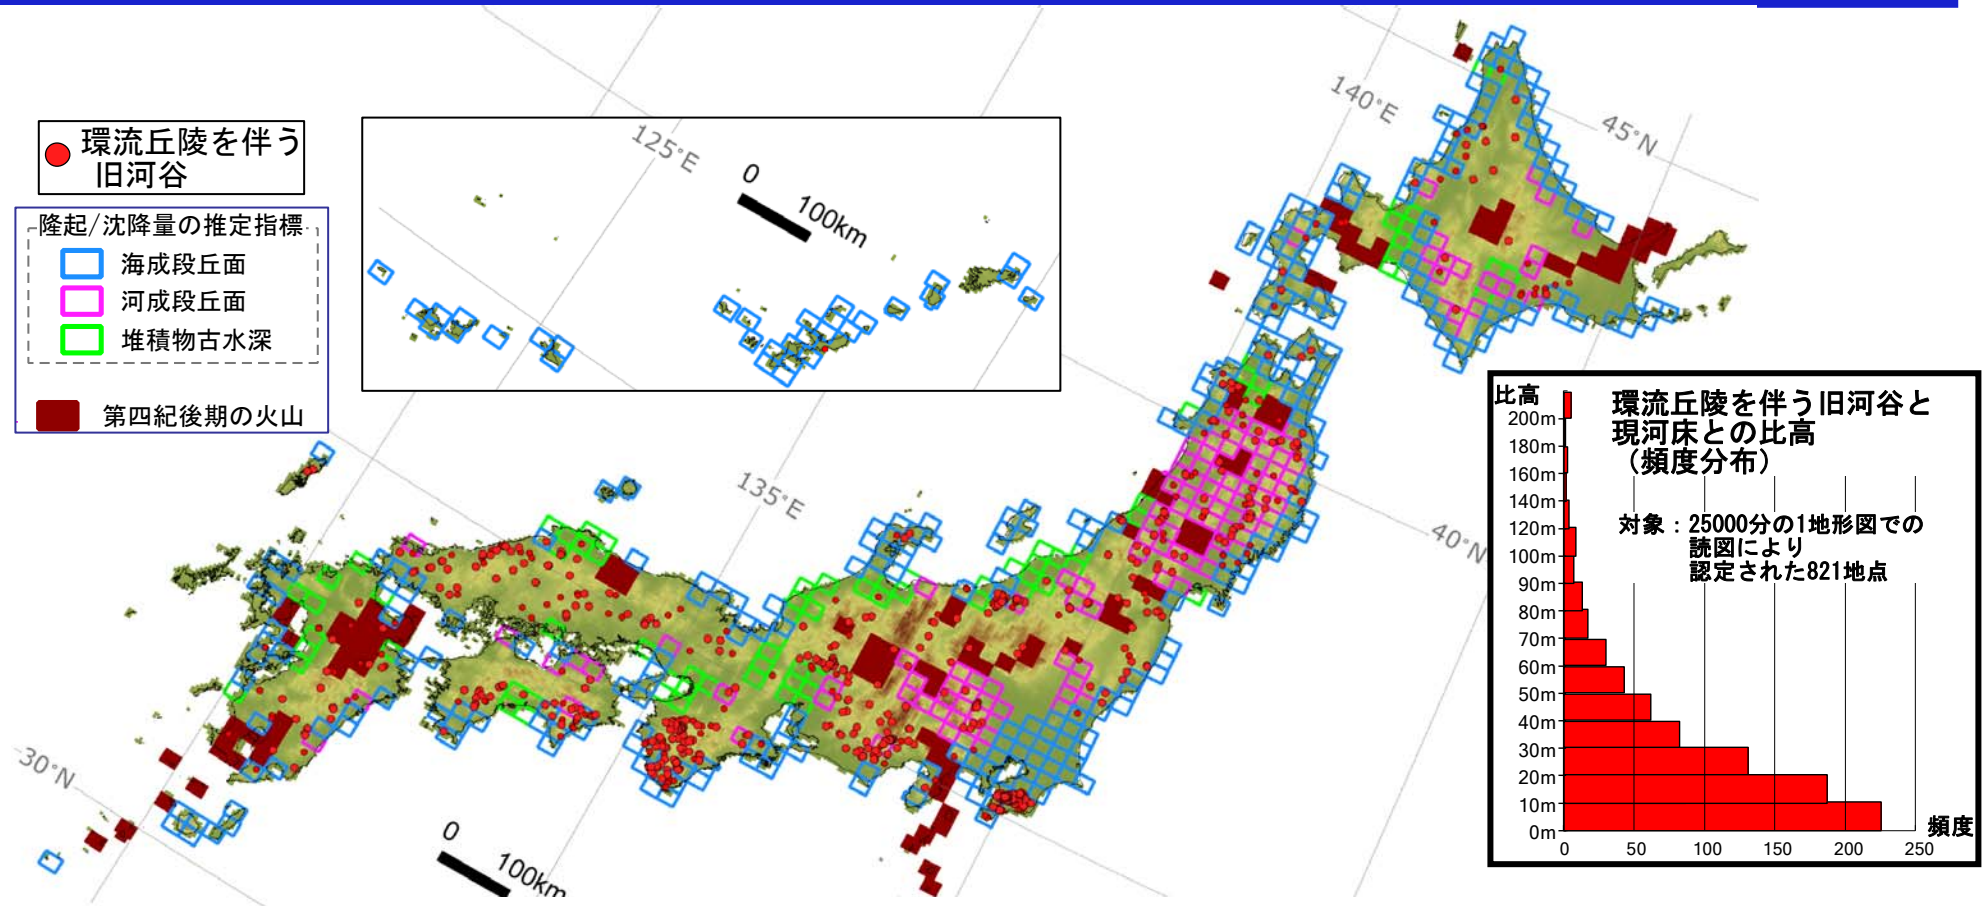 環流丘陵を伴う
旧河谷
隆起/沈降量の推定指標
海成段丘面
河成段丘面
堆積物古水深
第四紀後期の火山
125°E
0
100km
140°E
45°N
135°E
40°N
30°N
0
100km
比高
環流丘陵を伴う旧河谷と
現河床との比高
（頻度分布）
対象：25000分の1地形図での
読図により
認定された821地点
200m
180m
160m
140m
120m
100m
90m
80m
70m
60m
50m
40m
30m
20m
10m
0m
頻度
0 50 100 150 200 250